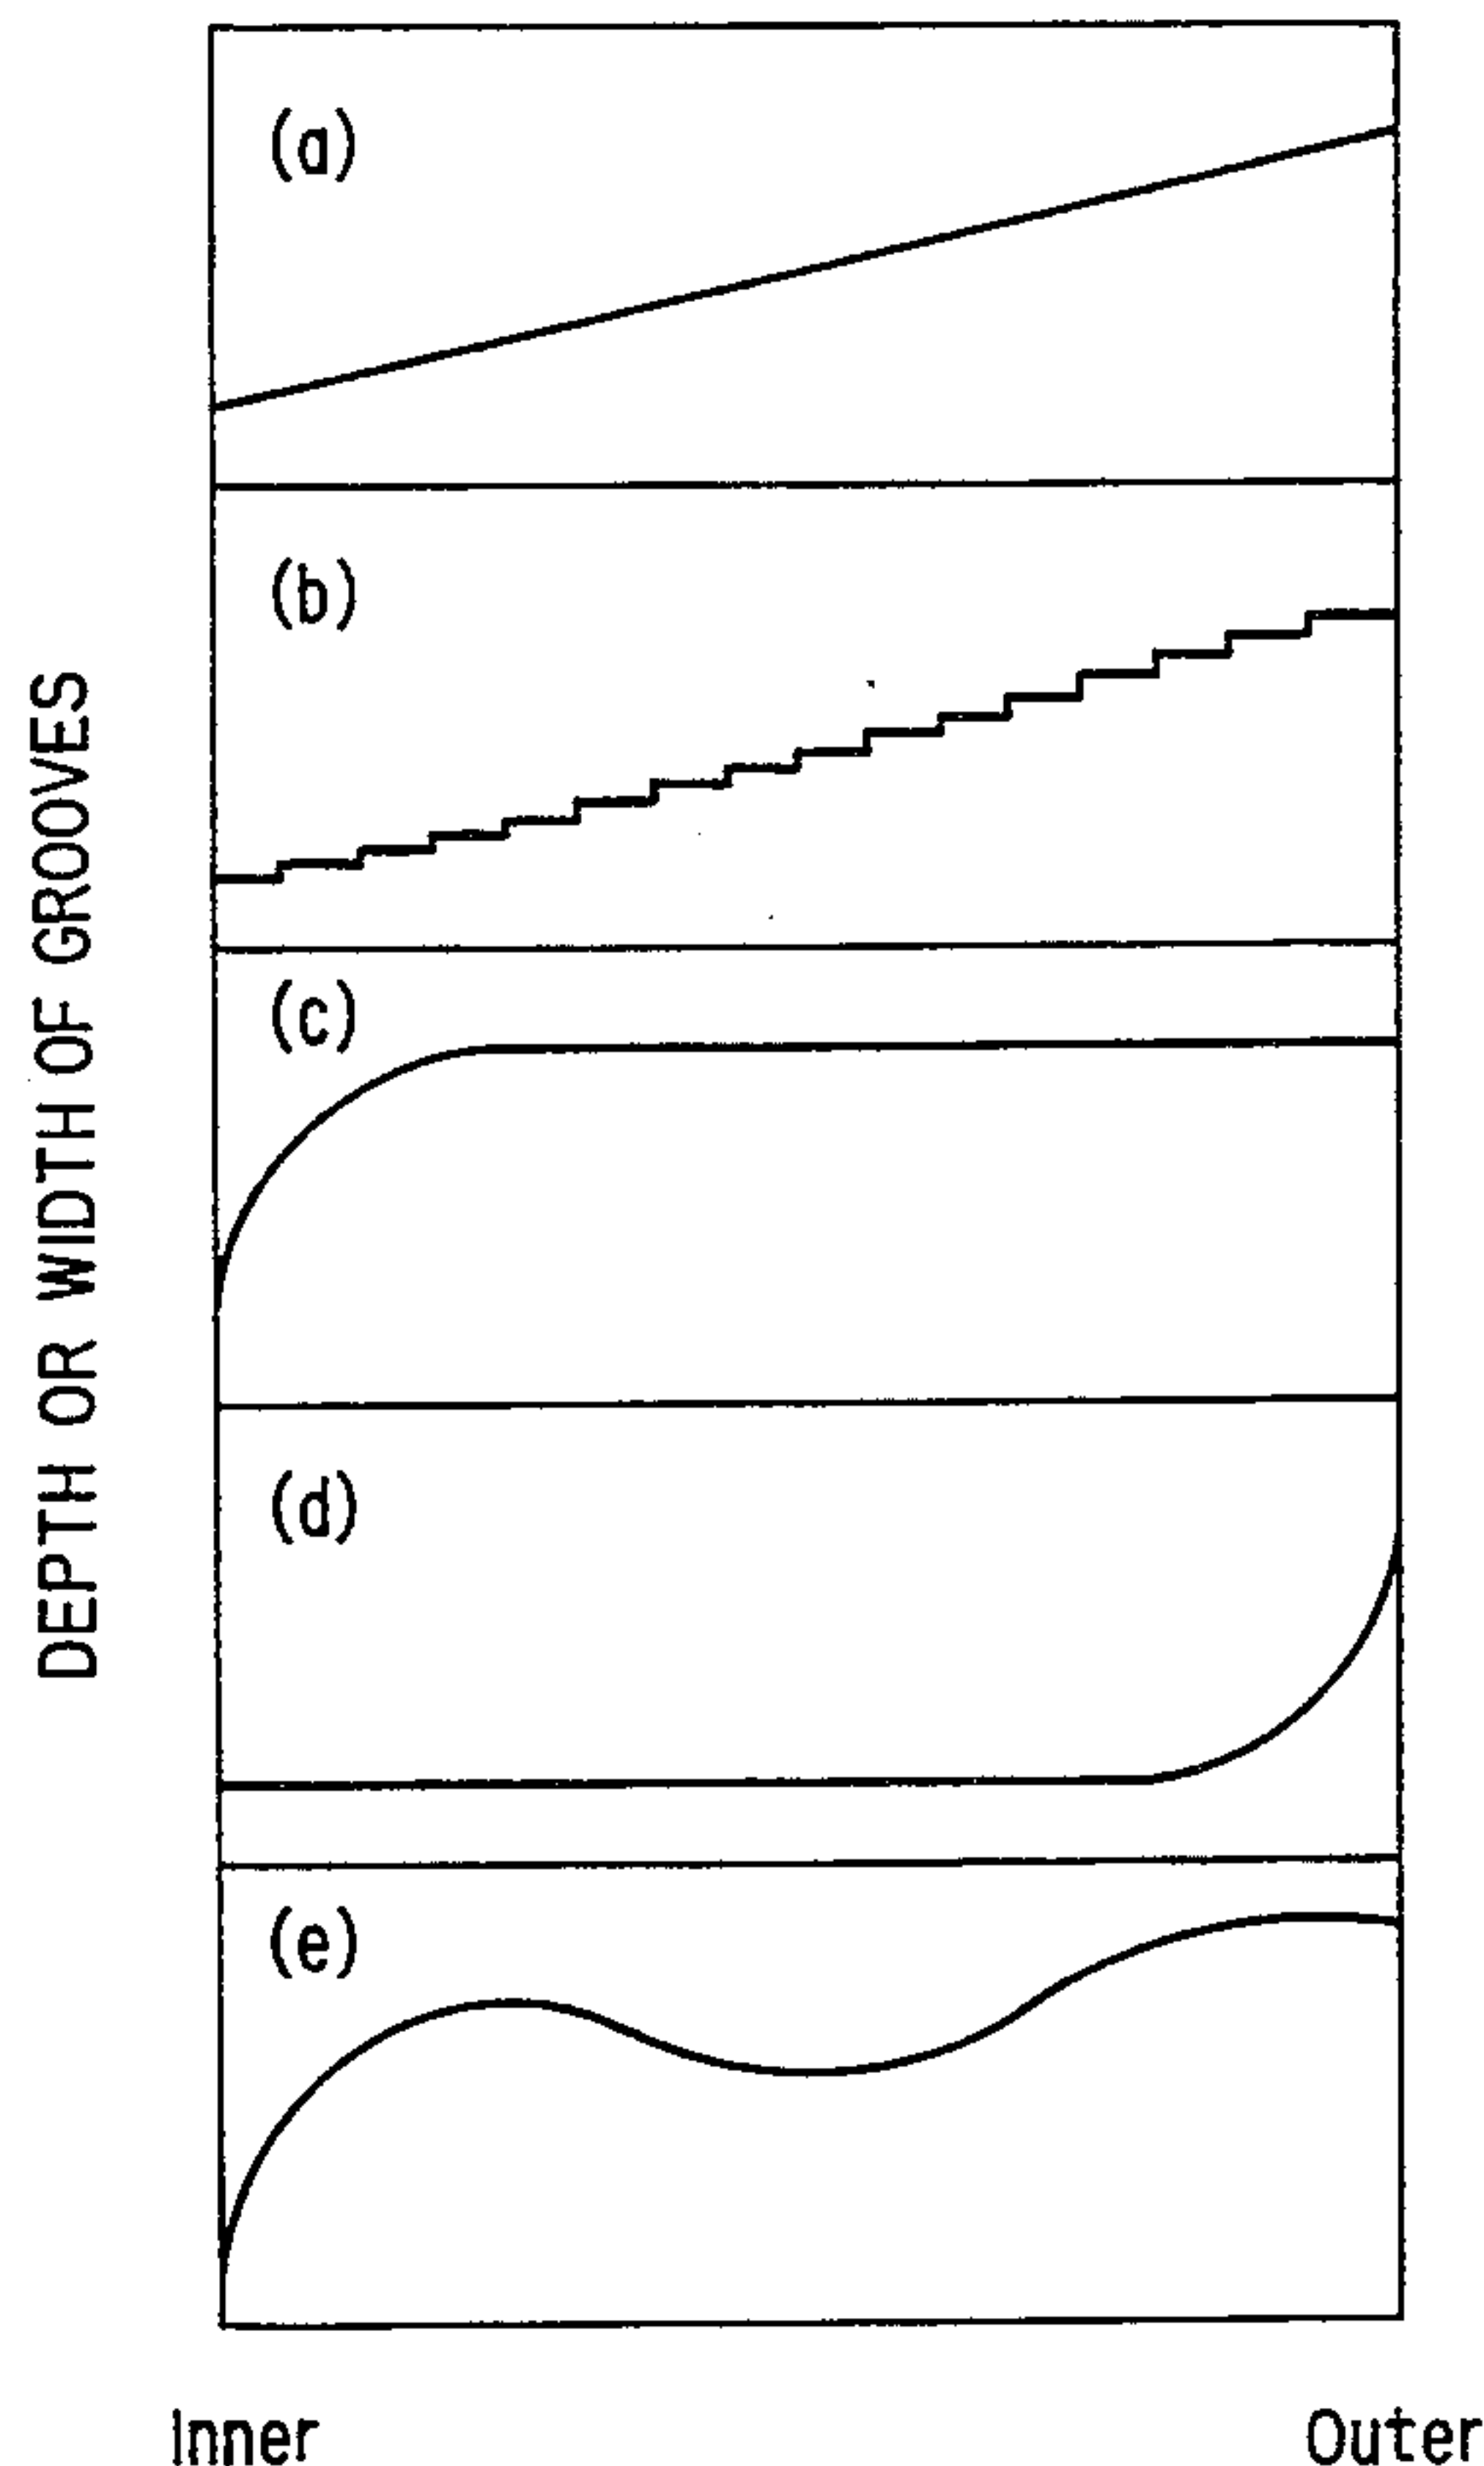 (a)
(b)
(c)
(d)
(e)
DEPTH OR WIDTH OF GROOVES
Inner
Outer